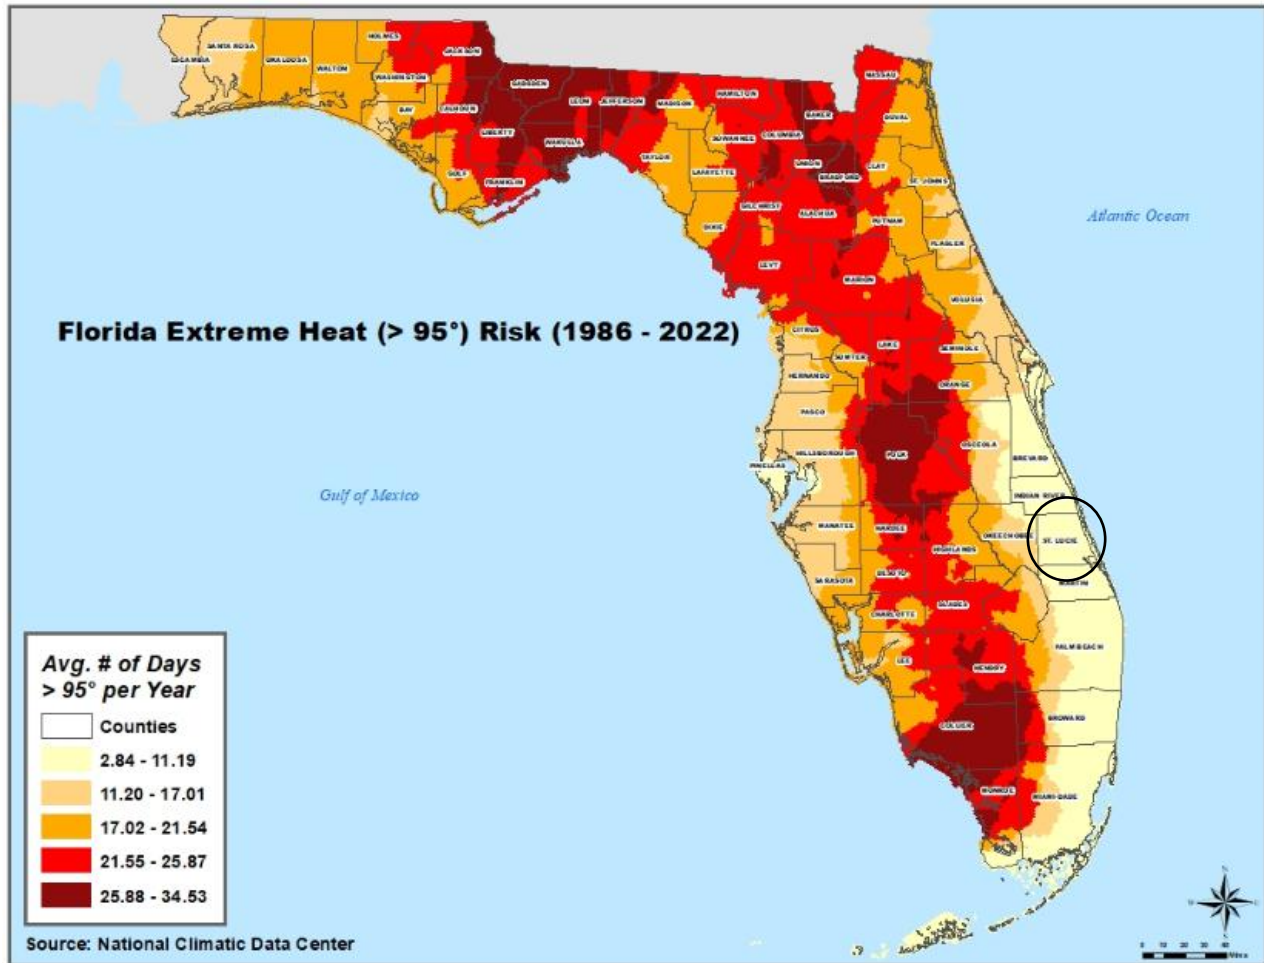 HOLMES
SANTA ROSA
JACKSON
ESCAMBIA
OKALOOSA
WALTON
WASHINGTON
GADSDEN
NASSAU
HAMILTON
LEON
JEFFERSON
MADISON
BAY
CALHOUN
BAKER
DUVAL
LIBERTY
COLUMBIA
SUWANNEE
WAKULLA
TAYLOR
UNION
CLAY
GULF
LAFAYETTE
BRADFORD
FRANKLIN
ST. JOHNS
GILCHRIST
ALACHUA
Atlantic Ocean
DIXIE
PUTNAM
FLAGLER
LEVY
MARION
VOLUSIA
Florida Extreme Heat (> 95°) Risk (1986 - 2022)
CITRUS
LAKE
SEMINOLE
SUMTER
HERNANDO
ORANGE
PASCO
OSCEOLA
HILLSBOROUGH
POLK
BREVARD
PINELLAS
Gulf of Mexico
INDIAN RIVER
MANATEE
HARDEE
OKEECHOBEE
ST. LUCIE
HIGHLANDS
SARASOTA
DESOTO
MARTIN
CHARLOTTE
GLADES
PALM BEACH
LEE
HENDRY
BROWARD
COLLIER
MONROE
MIAMI-DADE
Avg. # of Days
> 95° per Year
Counties
2.84 - 11.19
11.20 - 17.01
17.02 - 21.54
21.55 - 25.87
25.88 - 34.53
Source: National Climatic Data Center
N
S
0 10 20 30 40
Miles